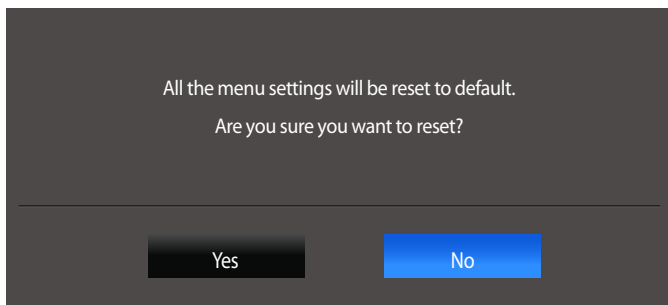 All the menu settings will be reset to default.
Are you sure you want to reset?
Yes
No